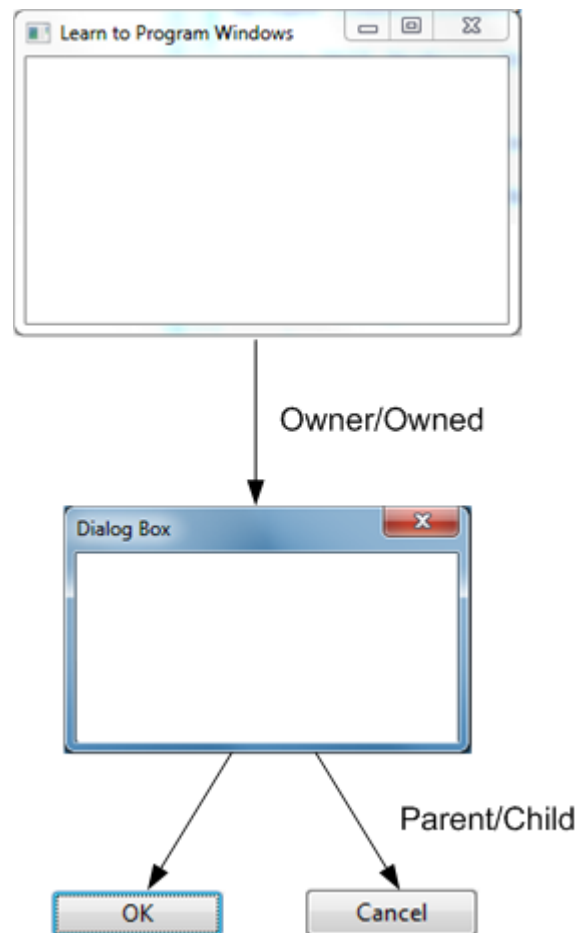 Learn to Program Windows
Owner/Owned
Dialog Box
Parent/Child
OK
Cancel